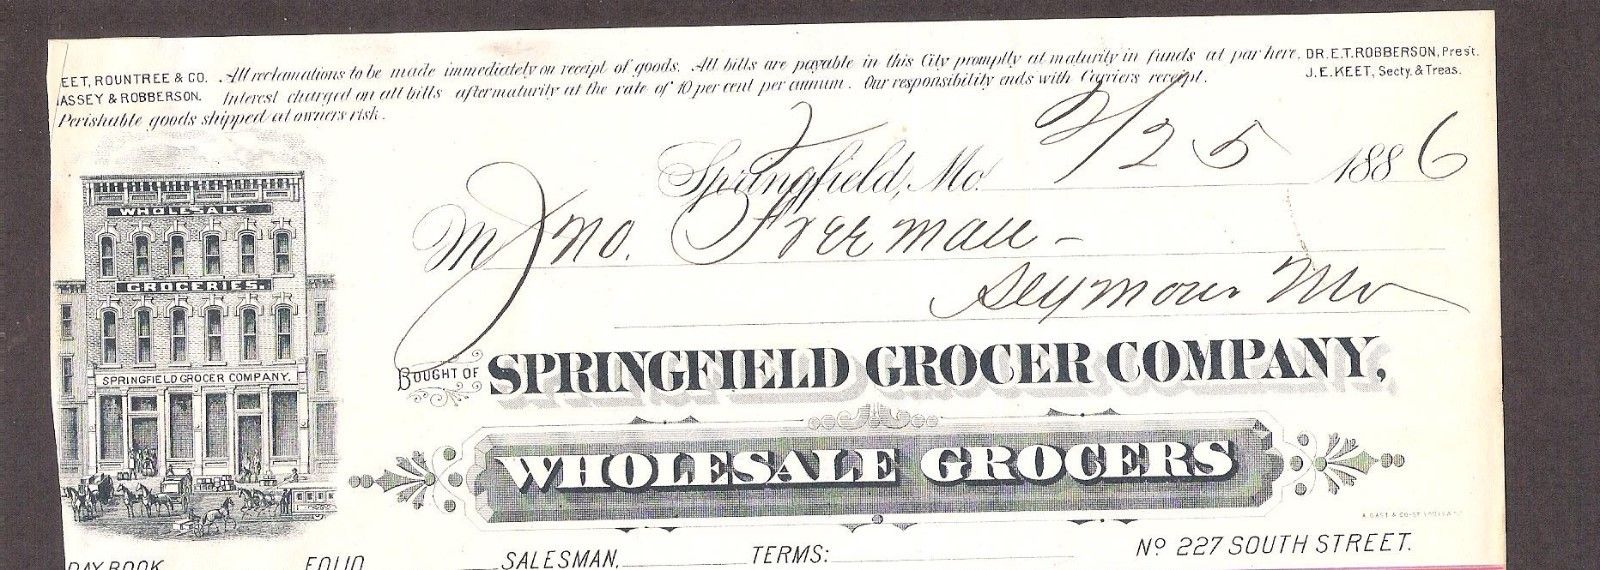 EET, ROUNTREE & CO. All reclamations to be made immediately on receipt of goods. All bills are payable in this City promptly at maturity in funds at par here. DR. E.T. ROBBERSON, Prest.
ASSEY & ROBBERSON. Interest charged on all bills after maturity at the rate of 10 per cent per annum. Our responsibility ends with Carriers receipt. J.E. KEET, Secty. & Treas.
Perishable goods shipped at owners risk.
Springfield, Mo. 2/25 1886
M Jno. Freeman -
Seymour Mo
WHOLESALE
GROCERIES.
SPRINGFIELD GROCER COMPANY.
BOUGHT OF SPRINGFIELD GROCER COMPANY,
WHOLESALE GROCERS
DAY BOOK FOLIO SALESMAN, TERMS: No 227 SOUTH STREET.